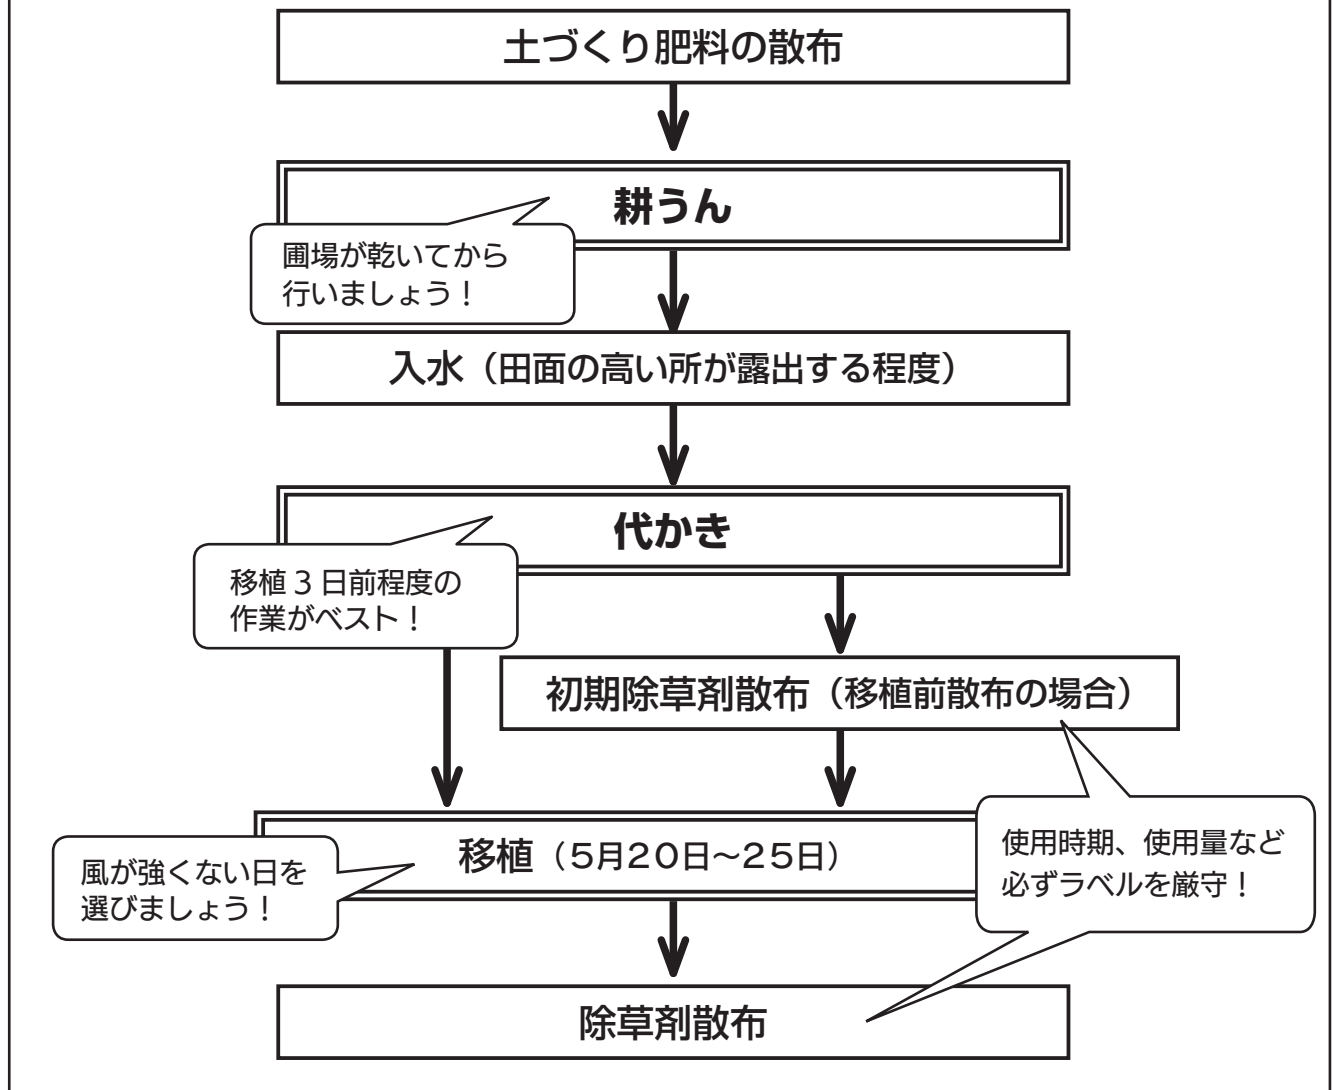 土づくり肥料の散布
耕うん
圃場が乾いてから
行いましょう！
入水（田面の高い所が露出する程度）
代かき
移植３日前程度の
作業がベスト！
初期除草剤散布（移植前散布の場合）
移植（５月２０日～２５日）
風が強くない日を
選びましょう！
使用時期、使用量など
必ずラベルを厳守！
除草剤散布